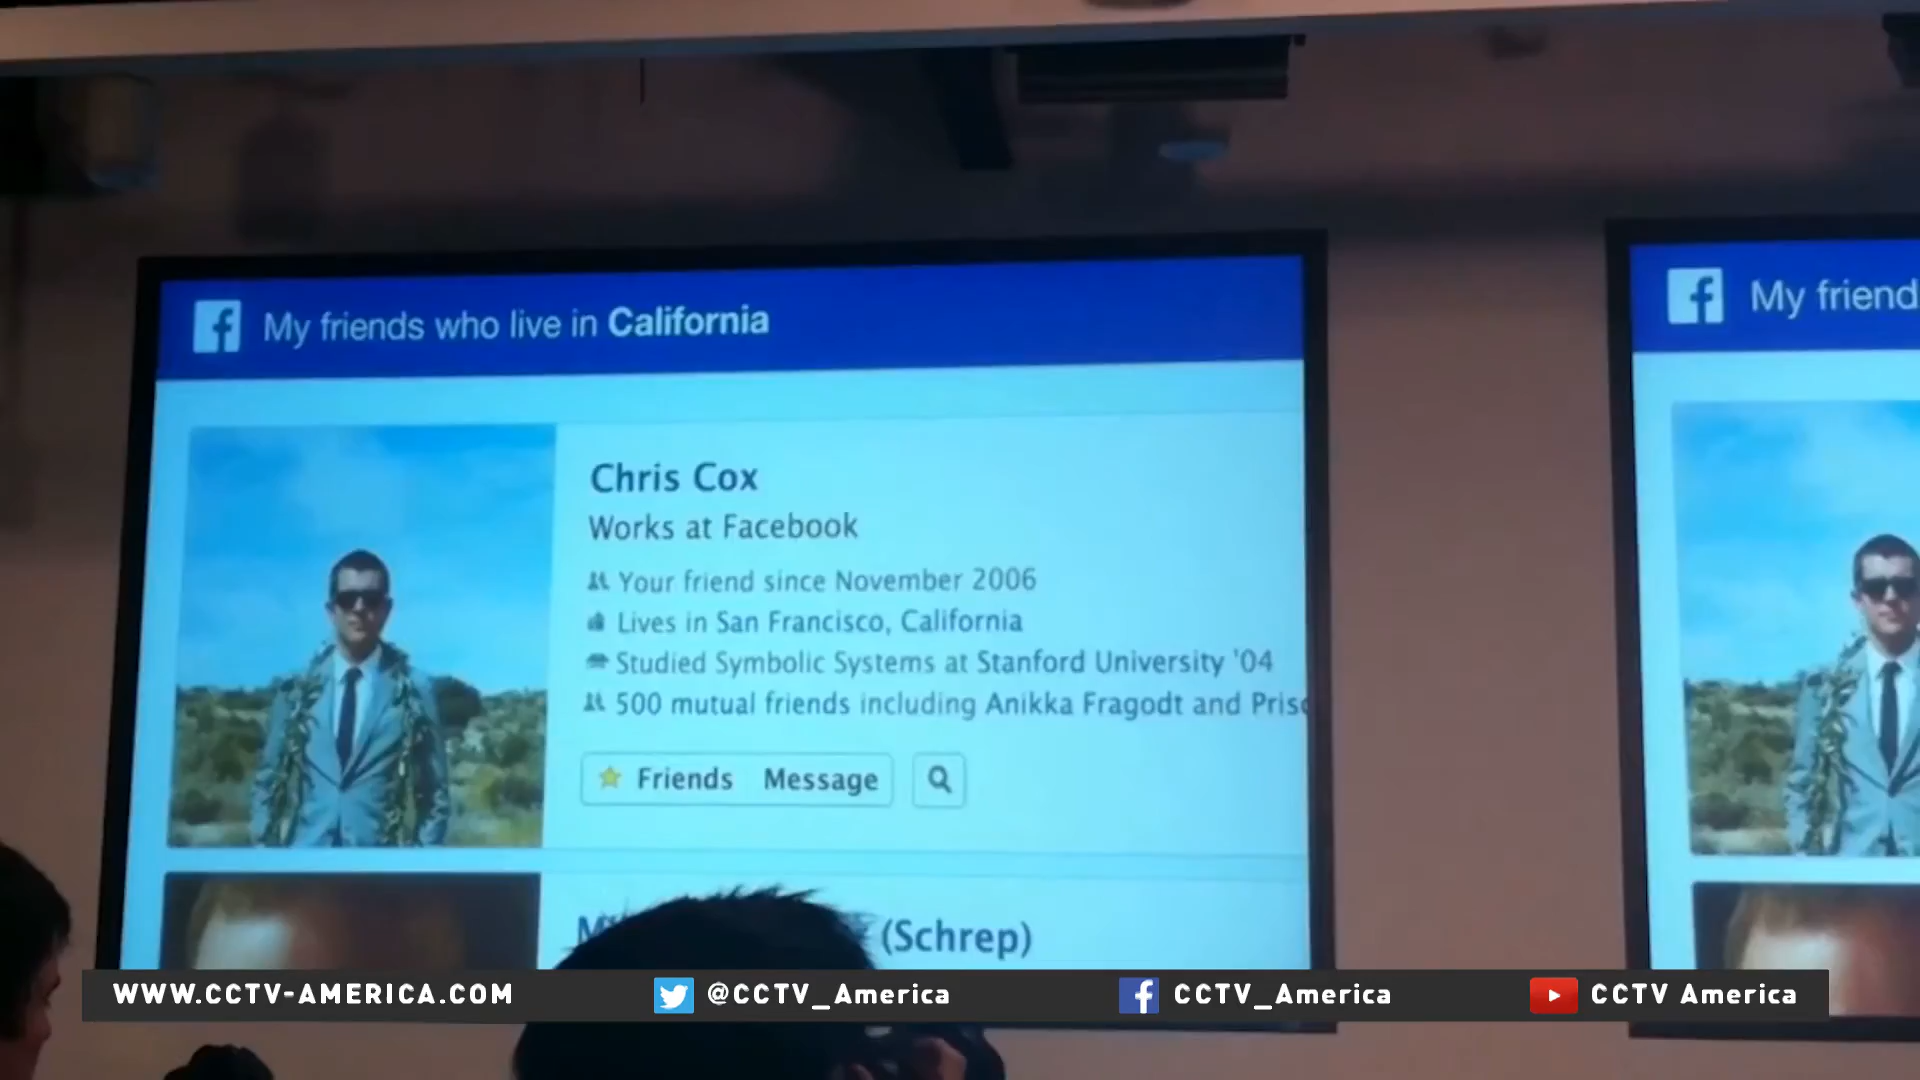 My friends who live in California
My friend
Chris Cox
Works at Facebook
Your friend since November 2006
Lives in San Francisco, California
Studied Symbolic Systems at Stanford University '04
500 mutual friends including Anikka Fragodt and
Friends Message
(Schrep)
WWW.CCTV-AMERICA.COM @CCTV_America CCTV_America CCTV America